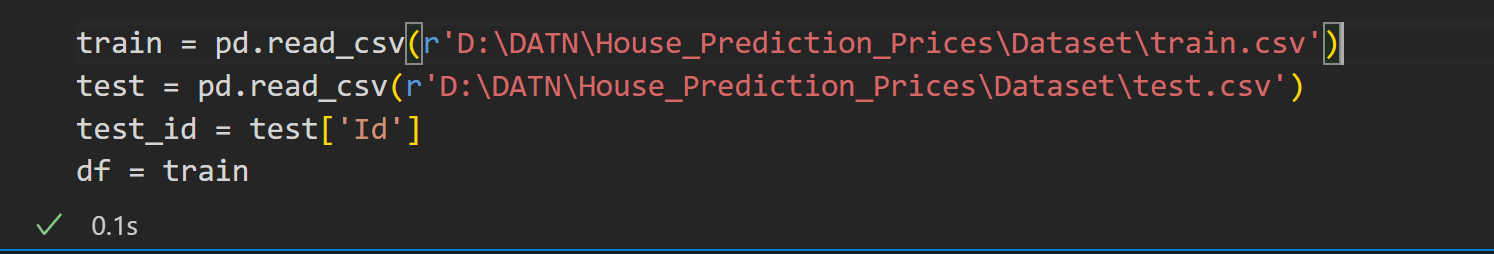 train = pd.read_csv(r'D:\DATN\House_Prediction_Prices\Dataset\train.csv')
test = pd.read_csv(r'D:\DATN\House_Prediction_Prices\Dataset\test.csv')
test_id = test['Id']
df = train
0.1s